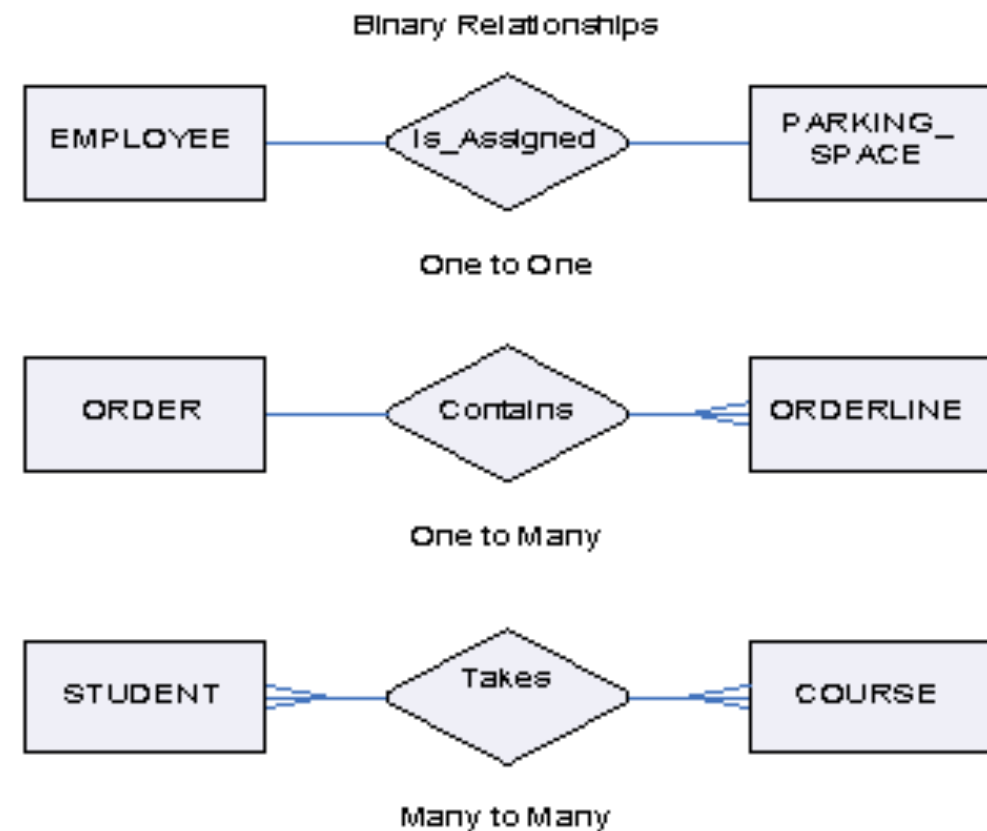 Binary Relationships
EMPLOYEE
Is_Assigned
PARKING_
SPACE
One to One
ORDER
Contains
ORDERLINE
One to Many
STUDENT
Takes
COURSE
Many to Many